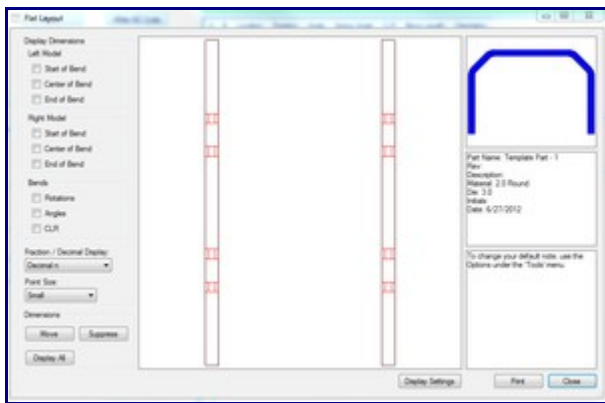 Flat Layout
Display Dimensions
Left Model
Start of Bend
Center of Bend
End of Bend
Right Model
Start of Bend
Center of Bend
End of Bend
Bends
Rotations
Angles
CLR
Fraction / Decimal Display:
Decimal n
Point Size:
Small
Dimensions
Move
Suppress
Display All
Part Name: Template Part - 1
Rev:
Description:
Material: 2.0 Round
Die: 3.0
Initials:
Date: 6/27/2012
To change your default note, use the
Options under the 'Tools' menu.
Display Settings
Print
Close